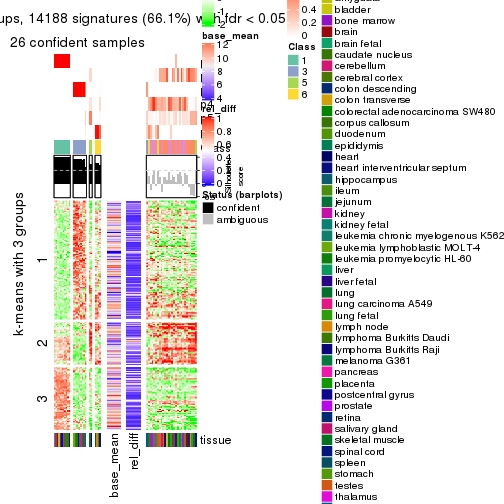 ups, 14188 signatures (66.1%) with fdr < 0.05
26 confident samples
k-means with 3 groups
1
2
3
base_mean
rel_diff
tissue
-1
-2
base_mean
12
10
8
6
4
rel_diff
1
0.8
0.6
0.4
0.2
0
Status (barplots)
confident
ambiguous
0.4
0.2
0
Class
1
3
5
6
bladder
bone marrow
brain
brain fetal
caudate nucleus
cerebellum
cerebral cortex
colon descending
colon transverse
colorectal adenocarcinoma SW480
corpus callosum
duodenum
epididymis
heart
heart interventricular septum
hippocampus
ileum
jejunum
kidney
kidney fetal
leukemia chronic myelogenous K562
leukemia lymphoblastic MOLT-4
leukemia promyelocytic HL-60
liver
liver fetal
lung
lung carcinoma A549
lung fetal
lymph node
lymphoma Burkitts Daudi
lymphoma Burkitts Raji
melanoma G361
pancreas
placenta
postcentral gyrus
prostate
retina
salivary gland
skeletal muscle
spinal cord
spleen
stomach
testes
thalamus